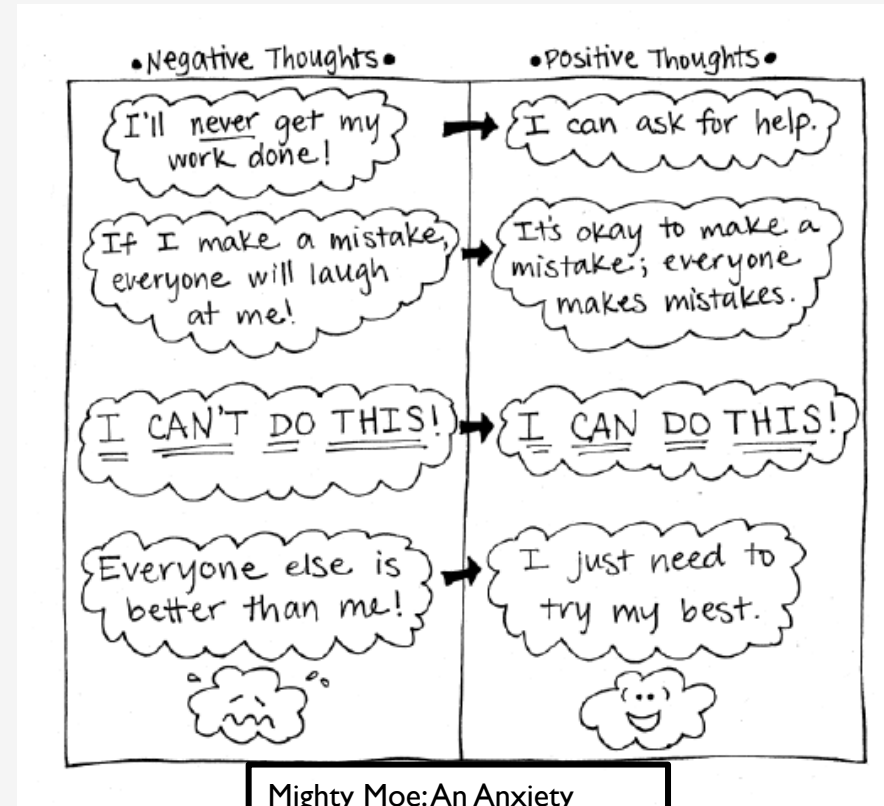 •Negative Thoughts•
•Positive Thoughts•
I'll never get my
work done!
I can ask for help.
If I make a mistake,
everyone will laugh
at me!
It's okay to make a
mistake; everyone
makes mistakes.
I CAN'T DO THIS!
I CAN DO THIS!
Everyone else is
better than me!
I just need to
try my best.
Mighty Moe: An Anxiety